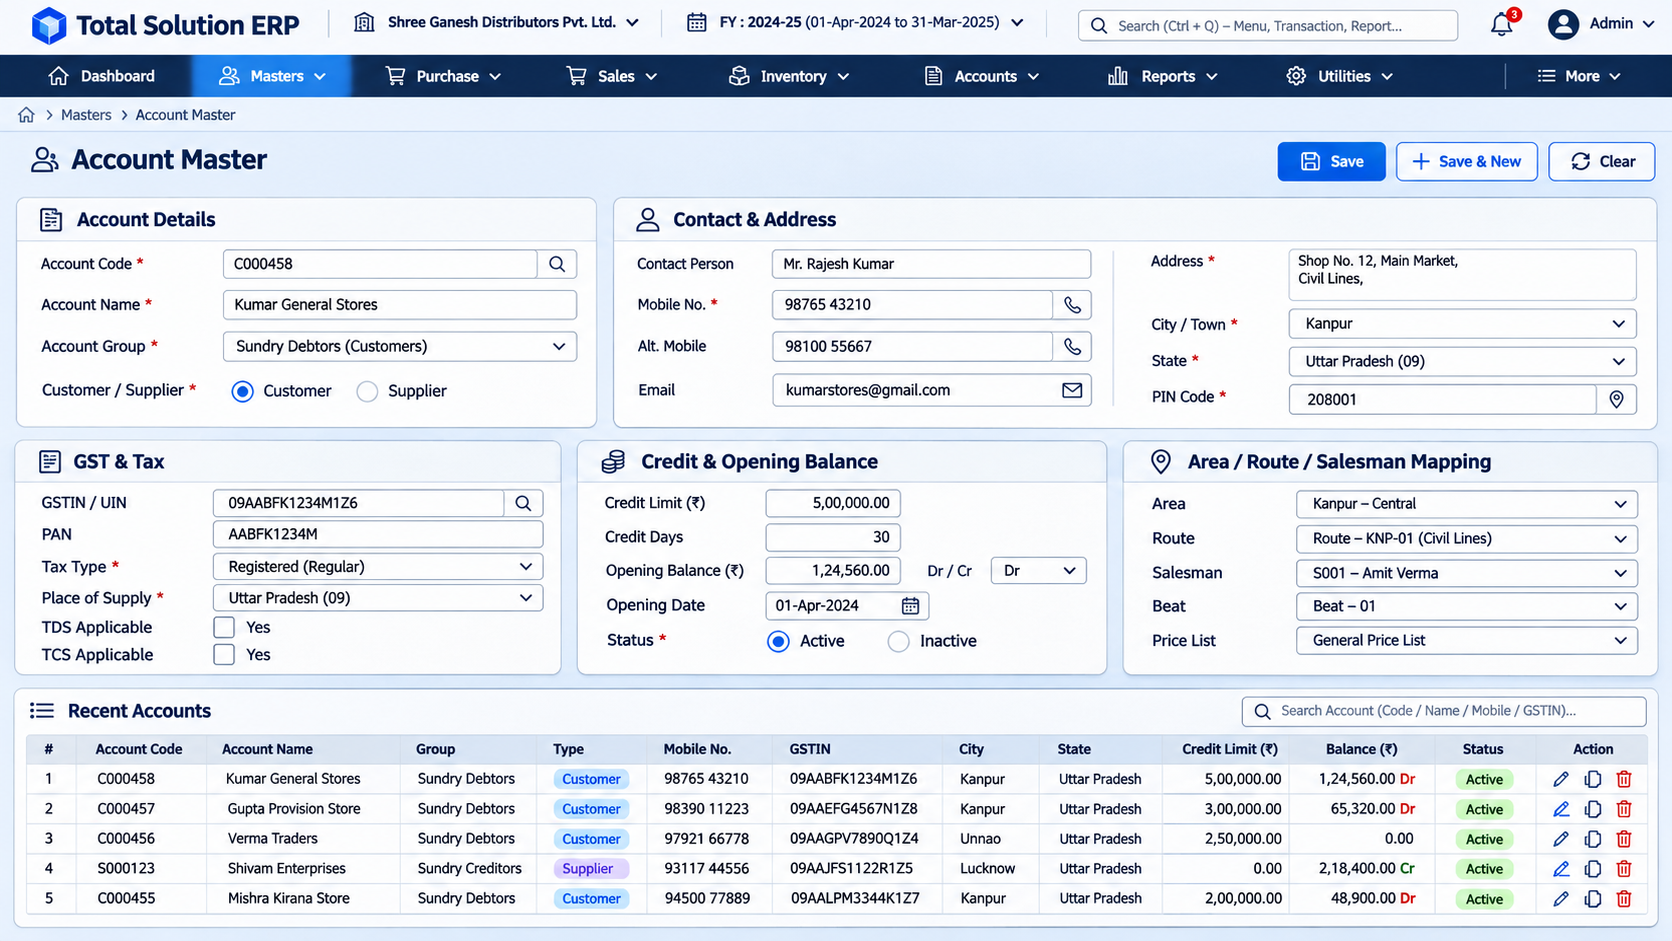 Total Solution ERP
Shree Ganesh Distributors Pvt. Ltd.
FY : 2024-25 (01-Apr-2024 to 31-Mar-2025)
Search (Ctrl + Q) – Menu, Transaction, Report...
3
Admin
Dashboard
Masters
Purchase
Sales
Inventory
Accounts
Reports
Utilities
More
Masters > Account Master
Account Master
Save
Save & New
Clear
Account Details
Account Code * C000458
Account Name * Kumar General Stores
Account Group * Sundry Debtors (Customers)
Customer / Supplier * Customer Supplier
Contact & Address
Contact Person Mr. Rajesh Kumar
Mobile No. * 98765 43210
Alt. Mobile 98100 55667
Email kumarstores@gmail.com
Address * Shop No. 12, Main Market,
Civil Lines,
City / Town * Kanpur
State * Uttar Pradesh (09)
PIN Code * 208001
GST & Tax
GSTIN / UIN 09AABFK1234M1Z6
PAN AABFK1234M
Tax Type * Registered (Regular)
Place of Supply * Uttar Pradesh (09)
TDS Applicable Yes
TCS Applicable Yes
Credit & Opening Balance
Credit Limit (₹) 5,00,000.00
Credit Days 30
Opening Balance (₹) 1,24,560.00 Dr / Cr Dr
Opening Date 01-Apr-2024
Status * Active Inactive
Area / Route / Salesman Mapping
Area Kanpur – Central
Route Route – KNP-01 (Civil Lines)
Salesman S001 – Amit Verma
Beat Beat – 01
Price List General Price List
Recent Accounts
Search Account (Code / Name / Mobile / GSTIN)...
# Account Code Account Name Group Type Mobile No. GSTIN City State Credit Limit (₹) Balance (₹) Status Action
1 C000458 Kumar General Stores Sundry Debtors Customer 98765 43210 09AABFK1234M1Z6 Kanpur Uttar Pradesh 5,00,000.00 1,24,560.00 Dr Active
2 C000457 Gupta Provision Store Sundry Debtors Customer 98390 11223 09AAEFG4567N1Z8 Kanpur Uttar Pradesh 3,00,000.00 65,320.00 Dr Active
3 C000456 Verma Traders Sundry Debtors Customer 97921 66778 09AAGPV7890Q1Z4 Unnao Uttar Pradesh 2,50,000.00 0.00 Active
4 S000123 Shivam Enterprises Sundry Creditors Supplier 93117 44556 09AAJFS1122R1Z5 Lucknow Uttar Pradesh 0.00 2,18,400.00 Cr Active
5 C000455 Mishra Kirana Store Sundry Debtors Customer 94500 77889 09AALPM3344K1Z7 Kanpur Uttar Pradesh 2,00,000.00 48,900.00 Dr Active